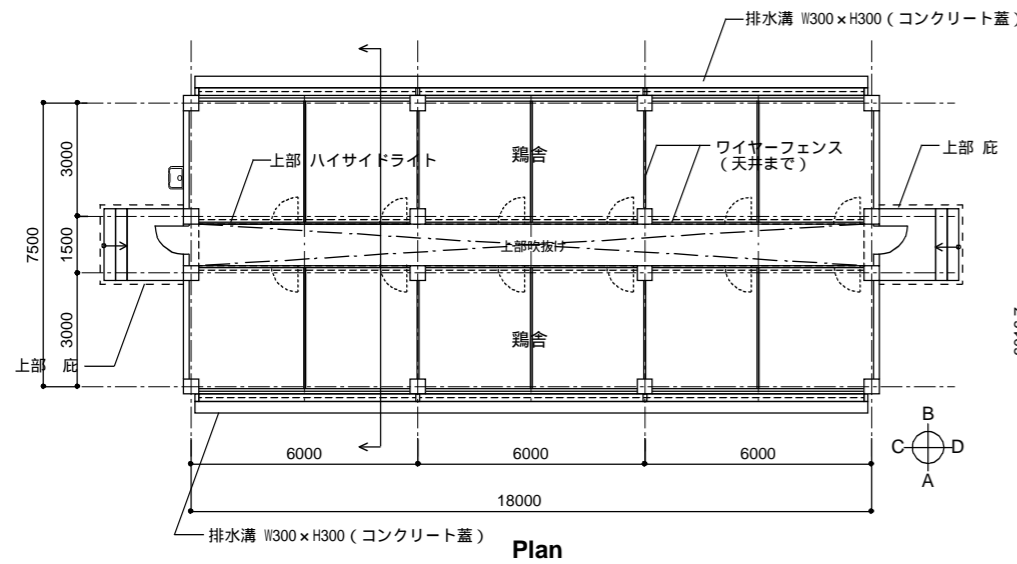 排水溝 W300×H300（コンクリート蓋）
鶏舎
ワイヤーフェンス
（天井まで）
上部 ハイサイドライト
上部 庇
3000
1500
3000
7500
上部吹抜け
鶏舎
上部 庇
B
C D
A
6000 6000 6000
18000
排水溝 W300×H300（コンクリート蓋）
Plan